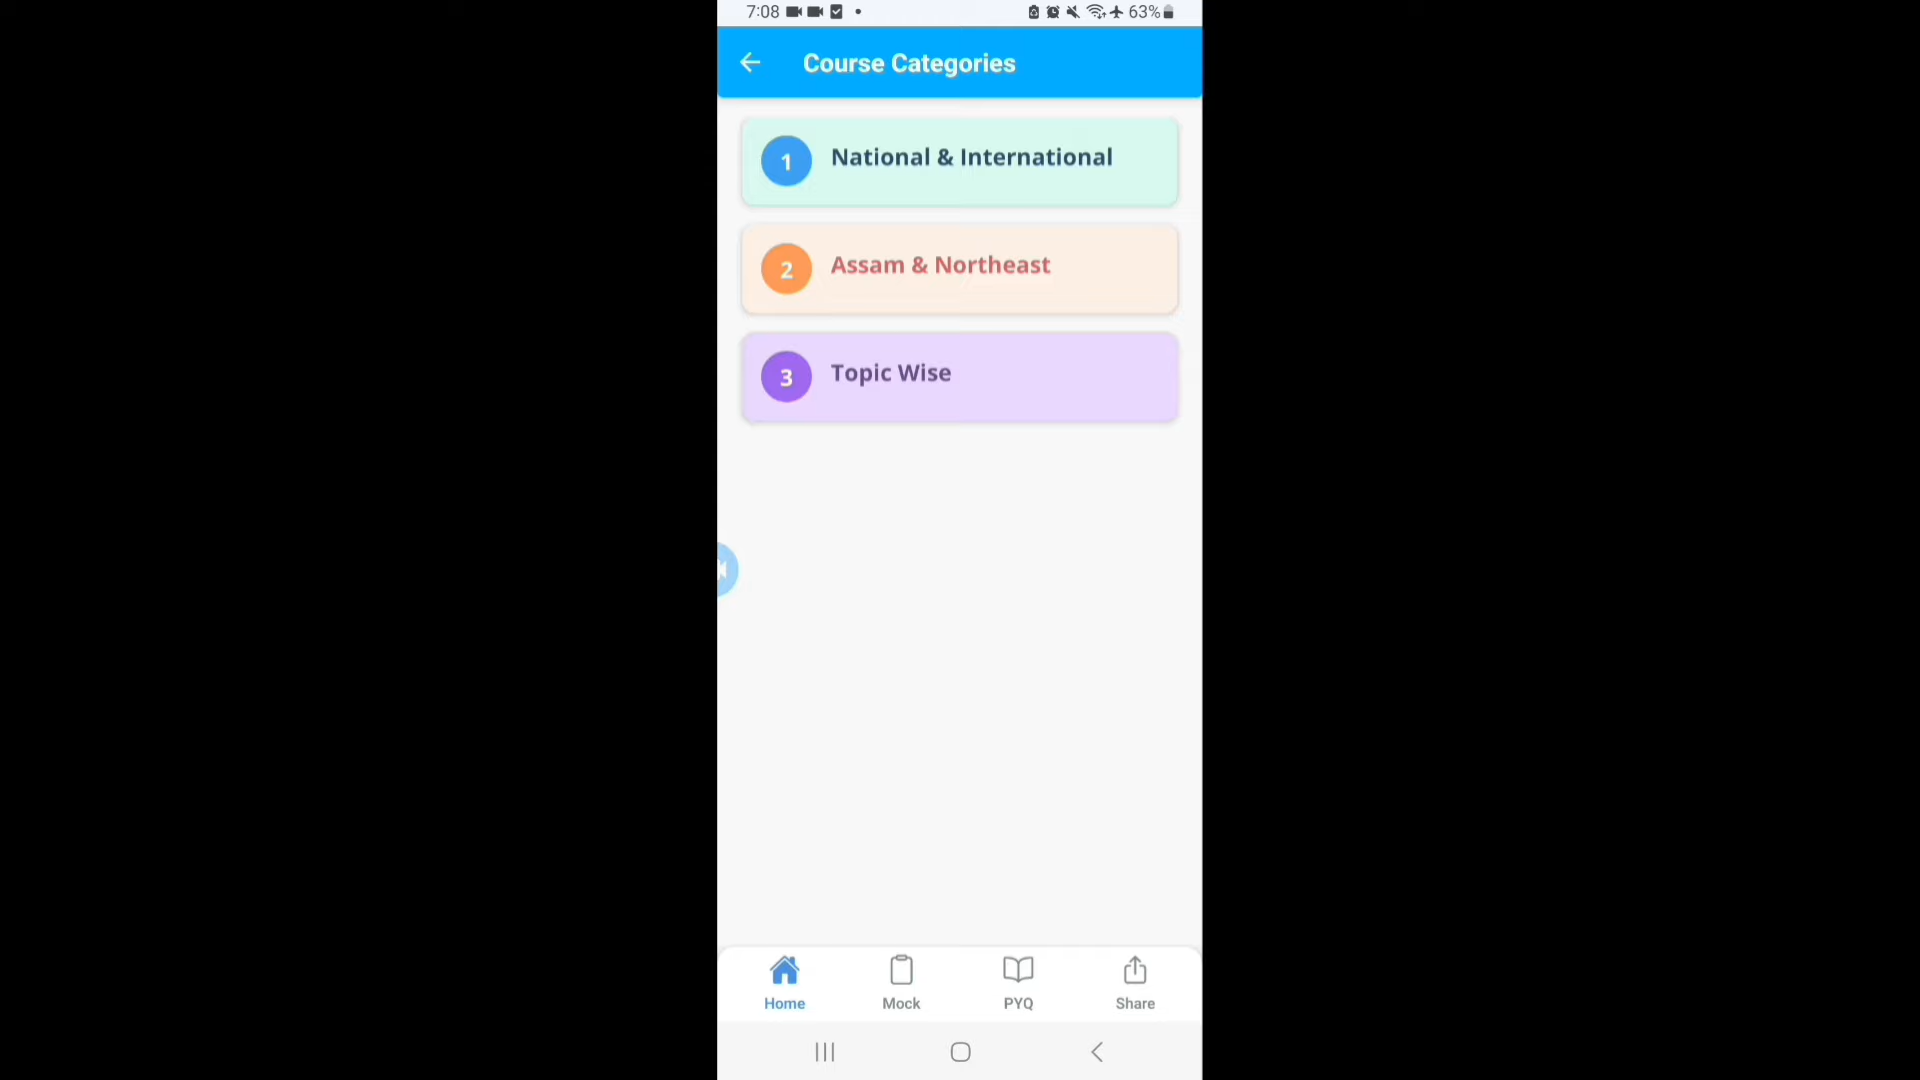 7:08 63%
Course Categories
1 National & International
2 Assam & Northeast
3 Topic Wise
Home Mock PYQ Share